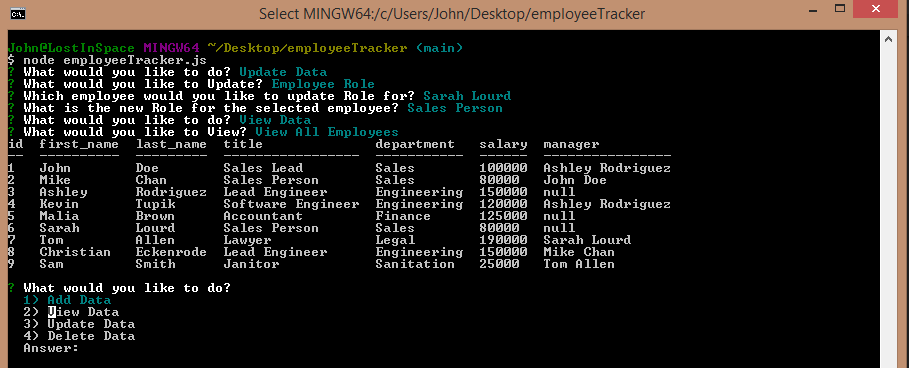 Select MINGW64:/c/Users/John/Desktop/employeeTracker
John@LostInSpace MINGW64 ~/Desktop/employeeTracker (main)
$ node employeeTracker.js
? What would you like to do? Update Data
? What would you like to Update? Employee Role
? Which employee would you like to update Role for? Sarah Lourd
? What is the new Role for the selected employee? Sales Person
? What would you like to do? View Data
? What would you like to View? View All Employees
id  first_name  last_name  title              department   salary  manager
--  ----------  ---------  -----------------  -----------  ------  ----------------
1   John        Doe        Sales Lead         Sales        100000  Ashley Rodriguez
2   Mike        Chan       Sales Person       Sales        80000   John Doe
3   Ashley      Rodriguez  Lead Engineer      Engineering  150000  null
4   Kevin       Tupik      Software Engineer  Engineering  120000  Ashley Rodriguez
5   Malia       Brown      Accountant         Finance      125000  null
6   Sarah       Lourd      Sales Person       Sales        80000   null
7   Tom         Allen      Lawyer             Legal        190000  Sarah Lourd
8   Christian   Eckenrode  Lead Engineer      Engineering  150000  Mike Chan
9   Sam         Smith      Janitor            Sanitation   25000   Tom Allen
? What would you like to do?
1) Add Data
2) View Data
3) Update Data
4) Delete Data
Answer: